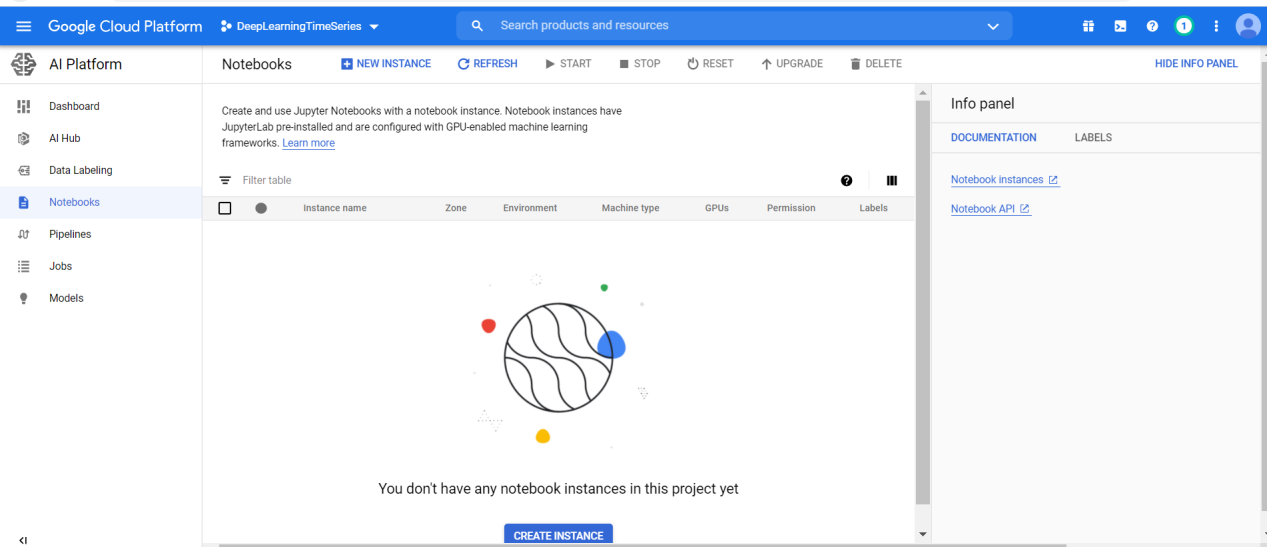 Google Cloud Platform DeepLearningTimeSeries Search products and resources 1
AI Platform
Notebooks NEW INSTANCE REFRESH START STOP RESET UPGRADE DELETE HIDE INFO PANEL
Dashboard
AI Hub
Data Labeling
Notebooks
Pipelines
Jobs
Models
Create and use Jupyter Notebooks with a notebook instance. Notebook instances have
JupyterLab pre-installed and are configured with GPU-enabled machine learning
frameworks. Learn more
Filter table
Instance name Zone Environment Machine type GPUs Permission Labels
You don't have any notebook instances in this project yet
CREATE INSTANCE
Info panel
DOCUMENTATION LABELS
Notebook instances
Notebook API